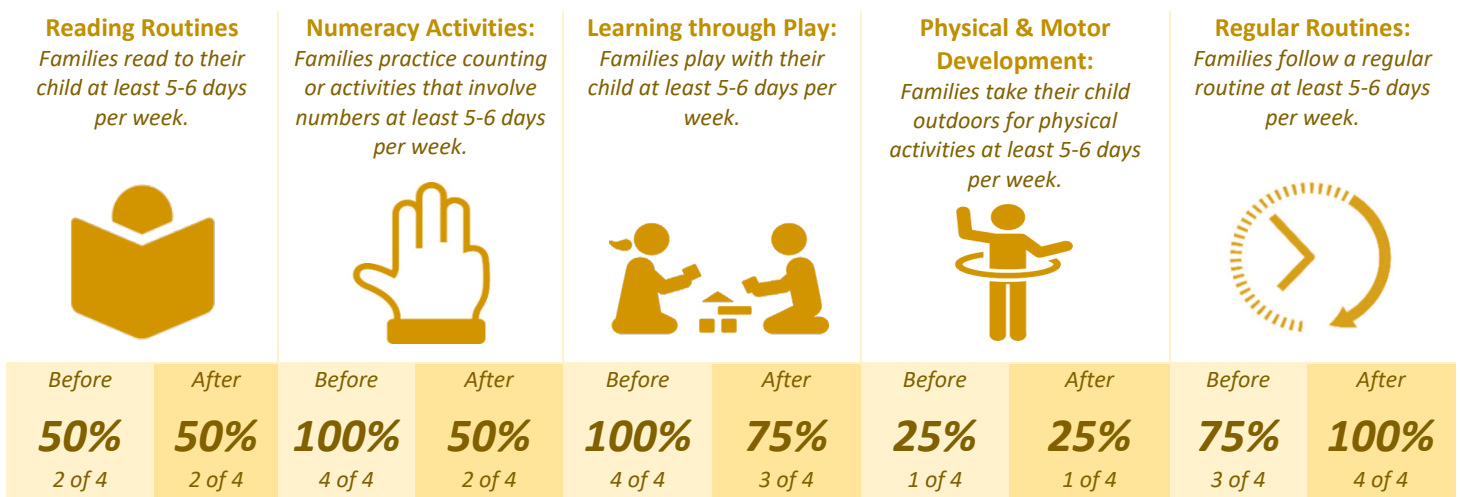 Reading Routines
Families read to their
child at least 5-6 days
per week.
Numeracy Activities:
Families practice counting
or activities that involve
numbers at least 5-6 days
per week.
Learning through Play:
Families play with their
child at least 5-6 days per
week.
Physical & Motor
Development:
Families take their child
outdoors for physical
activities at least 5-6 days
per week.
Regular Routines:
Families follow a regular
routine at least 5-6 days
per week.
Before
50%
2 of 4
After
50%
2 of 4
Before
100%
4 of 4
After
50%
2 of 4
Before
100%
4 of 4
After
75%
3 of 4
Before
25%
1 of 4
After
25%
1 of 4
Before
75%
3 of 4
After
100%
4 of 4